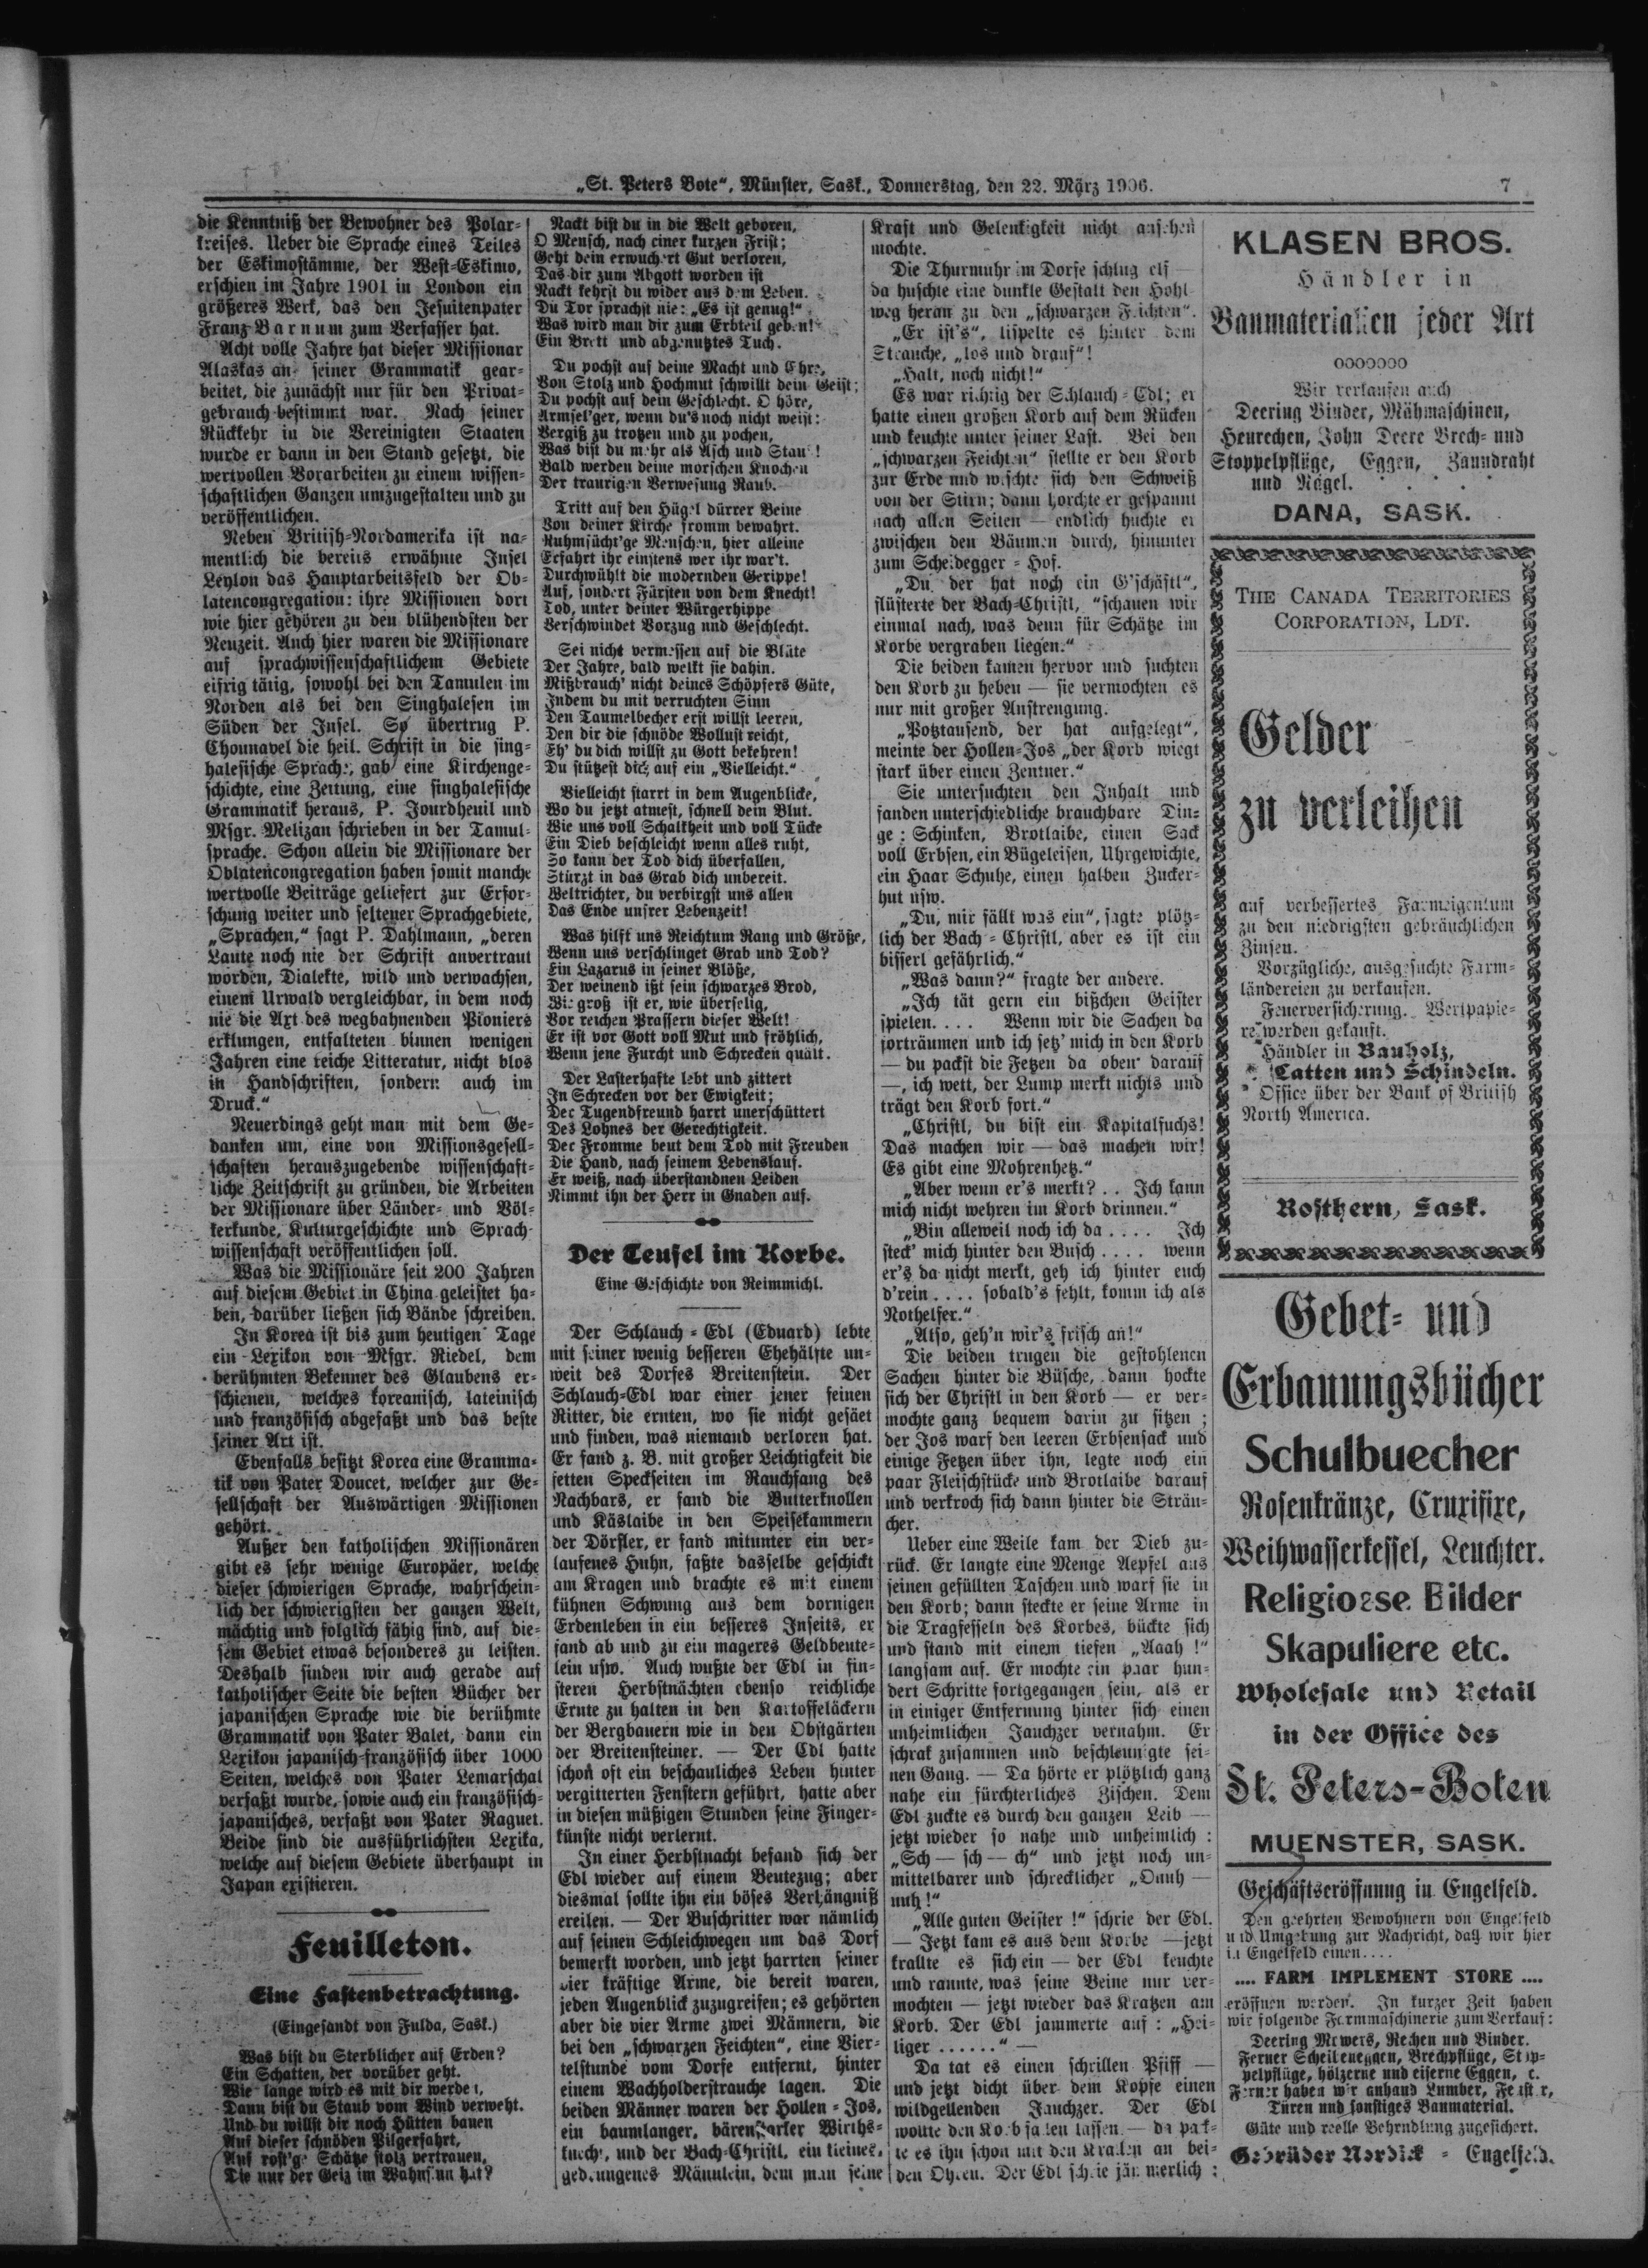 „St. Peters Bote“, Münster, Sask., Donnerstag, den 22. März 1906.
7
die Kenntniß der Bewohner des Polar-
kreises. Ueber die Sprache eines Teiles
der Eskimostämme, der West-Eskimo,
erschien im Jahre 1901 in London ein
größeres Werk, das den Jesuitenpater
Franz Barnum zum Verfasser hat.
Acht volle Jahre hat dieser Missionar
Alaskas an seiner Grammatik gear-
beitet, die zunächst nur für den Privat-
gebrauch bestimmt war. Nach seiner
Rückkehr in die Vereinigten Staaten
wurde er dann in den Stand gesetzt, die
wertvollen Vorarbeiten zu einem wissen-
schaftlichen Ganzen umzugestalten und zu
veröffentlichen.
Neben British-Nordamerika ist na-
mentlich die bereits erwähnte Insel
Leylon das Hauptarbeitsfeld der Ob-
latencongregation: ihre Missionen dort
wie hier gehören zu den blühendsten der
Neuzeit. Auch hier waren die Missionare
auf sprachwissenschaftlichem Gebiete
eifrig tätig, sowohl bei den Tamulen im
Norden als bei den Singhalesen im
Süden der Insel. So übertrug P.
Chounavel die heil. Schrift in die sing-
halesische Sprache, gab eine Kirchenge-
schichte, eine Zeitung, eine singhalesische
Grammatik heraus, P. Jourdheuil und
Msgr. Melizan schrieben in der Tamul-
sprache. Schon allein die Missionare der
Oblatencongregation haben somit manche
wertvolle Beiträge geliefert zur Erfor-
schung weiter und seltener Sprachgebiete,
„Sprachen,“ sagt P. Dahlmann, „deren
Laute noch nie der Schrift anvertraut
worden, Dialekte, wild und verwachsen,
einem Urwald vergleichbar, in dem noch
nie die Axt des wegbahnenden Pioniers
erklungen, entfalteten binnen wenigen
Jahren eine reiche Litteratur, nicht blos
in Handschriften, sondern auch im
Druck.“
Neuerdings geht man mit dem Ge-
danken um, eine von Missionsgesell-
schaften herauszugebende wissenschaft-
liche Zeitschrift zu gründen, die Arbeiten
der Missionare über Länder- und Völ-
kerkunde, Kulturgeschichte und Sprach-
wissenschaft veröffentlichen soll.
Was die Missionäre seit 200 Jahren
auf diesem Gebiet in China geleistet ha-
ben, darüber ließen sich Bände schreiben.
In Korea ist bis zum heutigen Tage
ein Lexikon von Msgr. Riedel, dem
berühmten Bekenner des Glaubens er-
schienen, welches koreanisch, lateinisch
und französisch abgefaßt und das beste
seiner Art ist.
Ebenfalls besitzt Korea eine Gramma-
tik von Pater Doucet, welcher zur Ge-
sellschaft der Auswärtigen Missionen
gehört.
Außer den katholischen Missionären
gibt es sehr wenige Europäer, welche
dieser schwierigen Sprache, wahrschein-
lich der schwierigsten der ganzen Welt,
mächtig und folglich fähig sind, auf die-
sem Gebiet etwas besonderes zu leisten.
Deshalb finden wir auch gerade auf
katholischer Seite die besten Bücher der
japanischen Sprache wie die berühmte
Grammatik von Pater Balet, dann ein
Lexikon japanisch-französisch über 1000
Seiten, welches von Pater Lemarschal
verfaßt wurde, sowie auch ein französisch-
japanisches, verfaßt von Pater Raguet.
Beide sind die ausführlichsten Lexika,
welche auf diesem Gebiete überhaupt in
Japan existieren.
Feuilleton.
Eine Fastenbetrachtung.
(Eingesandt von Fulda, Sask.)
Was bist du Sterblicher auf Erden?
Ein Schatten, der vorüber geht.
Wie lange wird es mit dir werden,
Dann bist du Staub vom Wind verweht.
Und du willst dir noch Hütten bauen
Auf dieser schnöden Pilgerfahrt,
Auf rost'ge Schätze stolz vertrauen,
Die nur der Geiz im Wahnsinn hat?
Nackt bist du in die Welt geboren,
O Mensch, nach einer kurzen Frist;
Geht dein erwuchert Gut verloren,
Das dir zum Abgott worden ist
Nackt kehrst du wider aus dem Leben.
Du Tor sprachst nie: „Es ist genug!“
Was wird man dir zum Erbteil geben!
Ein Brett und abgenutztes Tuch.
Du pochst auf deine Macht und Ehre,
Von Stolz und Hochmut schwillt dein Geist;
Du pochst auf dein Geschlecht. O höre,
Armsel'ger, wenn du's noch nicht weist:
Vergiß zu trotzen und zu pochen,
Was bist du mehr als Asch und Staub!
Bald werden deine morschen Knochen
Der traurigen Verwesung Raub.
Tritt auf den Hügel dürrer Beine
Von deiner Kirche fromm bewahrt.
Ruhmsücht'ge Menschen, hier alleine
Erfahrt ihr einstens wer ihr war't.
Durchwühlt die modernden Gerippe!
Auf, sondert Fürsten von dem Knecht!
Tod, unter deiner Würgerhippe
Verschwindet Vorzug und Geschlecht.
Sei nicht vermessen auf die Blüte
Der Jahre, bald welkt sie dahin.
Mißbrauch' nicht deines Schöpfers Güte,
Indem du mit verruchten Sinn
Den Taumelbecher erst willst leeren,
Den dir die schnöde Wollust reicht,
Eh' du dich willst zu Gott bekehren!
Du stützest dich auf ein „Vielleicht.“
Vielleicht starrt in dem Augenblicke,
Wo du jetzt atmest, schnell dein Blut.
Wie uns voll Schalkheit und voll Tücke
Ein Dieb beschleicht wenn alles ruht,
So kann der Tod dich überfallen,
Stürzt in das Grab dich unbereit.
Weltrichter, du verbirgst uns allen
Das Ende unsrer Lebenzeit!
Was hilft uns Reichtum Rang und Größe,
Wenn uns verschlinget Grab und Tod?
Ein Lazarus in seiner Blöße,
Der weinend ißt sein schwarzes Brod,
Wie groß ist er, wie überselig,
Vor reichen Prassern dieser Welt!
Er ist vor Gott voll Mut und fröhlich,
Wenn jene Furcht und Schrecken quält.
Der Lasterhafte lebt und zittert
In Schrecken vor der Ewigkeit;
Der Tugendfreund harrt unerschüttert
Des Lohnes der Gerechtigkeit.
Der Fromme beut dem Tod mit Freuden
Die Hand, nach seinem Lebenslauf.
Er weiß, nach überstandnen Leiden
Nimmt ihn der Herr in Gnaden auf.
Der Teufel im Korbe.
Eine Geschichte von Reimmichl.
Der Schlauch-Edl (Eduard) lebte
mit seiner wenig besseren Ehehälfte un-
weit des Dorfes Breitenstein. Der
Schlauch-Edl war einer jener feinen
Ritter, die ernten, wo sie nicht gesäet
und finden, was niemand verloren hat.
Er fand z. B. mit großer Leichtigkeit die
fetten Speckseiten im Rauchfang des
Nachbars, er fand die Butterknollen
und Käslaibe in den Speisekammern
der Dörfler, er fand mitunter ein ver-
laufenes Huhn, faßte dasselbe geschickt
am Kragen und brachte es mit einem
kühnen Schwung aus dem dornigen
Erdenleben in ein besseres Inseits, er
fand ab und zu ein mageres Geldbeute-
lein usw. Auch wußte der Edl in fin-
steren Herbstnächten ebenso reichliche
Ernte zu halten in den Kartoffeläckern
der Bergbauern wie in den Obstgärten
der Breitensteiner. — Der Edl hatte
schon oft ein beschauliches Leben hinter
vergitterten Fenstern geführt, hatte aber
in diesen müßigen Stunden seine Finger-
künste nicht verlernt.
In einer Herbstnacht befand sich der
Edl wieder auf einem Beutezug; aber
diesmal sollte ihn ein böses Verhängniß
ereilen. — Der Buschritter war nämlich
auf seinen Schleichwegen um das Dorf
bemerkt worden, und jetzt harrten seiner
vier kräftige Arme, die bereit waren,
jeden Augenblick zuzugreifen; es gehörten
aber die vier Arme zwei Männern, die
bei den „schwarzen Feichten“, eine Vier-
telstunde vom Dorfe entfernt, hinter
einem Wachholderstrauche lagen. Die
beiden Männer waren der Hollen-Jos,
ein baumlanger, bärenstarker Wirths-
knecht, und der Bach-Christl, ein kleines,
gedrungenes Männlein, dem man seine
Kraft und Gelenkigkeit nicht ansehen
mochte.
Die Thurmuhr im Dorfe schlug elf —
da huschte eine dunkle Gestalt den Hohl-
weg heran zu den „schwarzen Feichten“.
„Er ist's“, lispelte es hinter dem
Strauche, „los und drauf“!
„Halt, noch nicht!“
Es war richtig der Schlauch-Edl; er
hatte einen großen Korb auf dem Rücken
und keuchte unter seiner Last. Bei den
„schwarzen Feichten“ stellte er den Korb
zur Erde und wischte sich den Schweiß
von der Stirn; dann horchte er gespannt
nach allen Seiten — endlich huchte er
zwischen den Bäumen durch, hinunter
zum Scheidegger-Hof.
„Du der hat noch ein G'schäftl“,
flüsterte der Bach-Christl, “schauen wir
einmal nach, was denn für Schätze im
Korbe vergraben liegen.“
Die beiden kamen hervor und suchten
den Korb zu heben — sie vermochten es
nur mit großer Anstrengung.
„Potztausend, der hat aufgelegt“,
meinte der Hollen-Jos „der Korb wiegt
stark über einen Zentner.“
Sie untersuchten den Inhalt und
fanden unterschiedliche brauchbare Din-
ge: Schinken, Brotlaibe, einen Sack
voll Erbsen, ein Bügeleisen, Uhrgewichte,
ein Haar Schuhe, einen halben Zucker-
hut usw.
„Du, mir fällt was ein“, sagte plötz-
lich der Bach-Christl, aber es ist ein
bisserl gefährlich.“
„Was dann?“ fragte der andere.
„Ich tät gern ein bißchen Geister
spielen.... Wenn wir die Sachen da
forträumen und ich setz' mich in den Korb
— du packst die Fetzen da oben darauf
—, ich wett, der Lump merkt nichts und
trägt den Korb fort.“
„Christl, du bist ein Kapitalfuchs!
Das machen wir — das machen wir!
Es gibt eine Mohrenhetz.“
„Aber wenn er's merkt?.. Ich kann
mich nicht wehren im Korb drinnen.“
„Bin alleweil noch ich da.... Ich
steck' mich hinter den Busch.... wenn
er's da nicht merkt, geh ich hinter euch
d'rein.... sobald's fehlt, komm ich als
Nothelfer.“
„Also, geh'n wir's frisch an!“
Die beiden trugen die gestohlenen
Sachen hinter die Büsche, dann hockte
sich der Christl in den Korb — er ver-
mochte ganz bequem darin zu sitzen;
der Jos warf den leeren Erbsensack und
einige Fetzen über ihn, legte noch ein
paar Fleischstücke und Brotlaibe darauf
und verkroch sich dann hinter die Sträu-
cher.
Ueber eine Weile kam der Dieb zu-
rück. Er langte eine Menge Aepfel aus
seinen gefüllten Taschen und warf sie in
den Korb; dann steckte er seine Arme in
die Tragfesseln des Korbes, bückte sich
und stand mit einem tiefen „Aaah!“
langsam auf. Er mochte ein paar hun-
dert Schritte fortgegangen sein, als er
in einiger Entfernung hinter sich einen
unheimlichen Jauchzer vernahm. Er
schrak zusammen und beschleunigte sei-
nen Gang. — Da hörte er plötzlich ganz
nahe ein fürchterliches Zischen. Dem
Edl zuckte es durch den ganzen Leib —
jetzt wieder so nahe und unheimlich:
„Sch — sch — ch“ und jetzt noch un-
mittelbarer und schrecklicher „Ouuh —
uuh!“
„Alle guten Geister!“ schrie der Edl.
— Jetzt kam es aus dem Korbe — jetzt
krallte es sich ein — der Edl keuchte
und rannte, was seine Beine nur ver-
mochten — jetzt wieder das Kratzen am
Korb. Der Edl jammerte auf: „Hei-
liger......“ —
Da tat es einen schrillen Pfiff —
und jetzt dicht über dem Kopfe einen
wildgellenden Jauchzer. Der Edl
wollte den Korb fallen lassen — da pak-
te es ihn schon mit den Krallen an bei-
den Ohren. Der Edl schrie jämmerlich:
KLASEN BROS.
Händler in
Baumaterialien jeder Art
ooooooo
Wir verkaufen auch
Deering Binder, Mähmaschinen,
Heurechen, John Deere Brech- und
Stoppelpflüge, Eggen, Zaundraht
und Nägel.
DANA, SASK.
THE CANADA TERRITORIES
CORPORATION, LDT.
Gelder
zu verleihen
auf verbessertes Farmeigentum
zu den niedrigsten gebräuchlichen
Zinsen.
Vorzügliche, ausgesuchte Farm-
ländereien zu verkaufen.
Feuerversicherung. Wertpapie-
re werden gekauft.
Händler in Bauholz,
Latten und Schindeln.
Office über der Bank of British
North America.
Rosthern, Sask.
Gebet- und
Erbauungsbücher
Schulbuecher
Rosenkränze, Cruxifixe,
Weihwasserkessel, Leuchter.
Religioese Bilder
Skapuliere etc.
Wholesale und Retail
in der Office des
St. Peters-Boten
MUENSTER, SASK.
Geschäftseröffnung in Engelfeld.
Den geehrten Bewohnern von Engelfeld
und Umgebung zur Nachricht, daß wir hier
in Engelfeld einen....
.... FARM IMPLEMENT STORE ....
eröffnen werden. In kurzer Zeit haben
wir folgende Farmmaschinerie zum Verkauf:
Deering Mowers, Rechen und Binder.
Ferner Scheibeneggen, Brechpflüge, Stop-
pelpflüge, hölzerne und eiserne Eggen, c.
Ferner haben wir anhand Lumber, Fenster,
Türen und sonstiges Baumaterial.
Güte und reelle Behandlung zugesichert.
Gebrüder Nordick - Engelfeld.